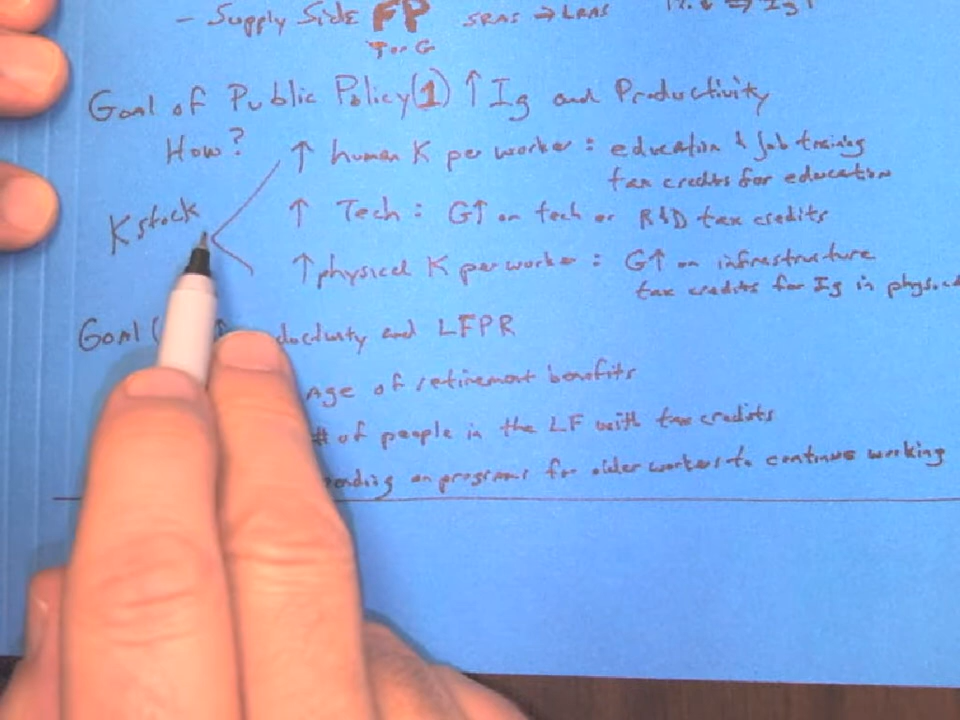 - Supply Side FP SRAS → LRAS
T or G
Goal of Public Policy (1) ↑ Ig and Productivity
How? ↑ human K per worker : education & job training
tax credits for education
K stock ↑ Tech : G↑ on tech or R&D tax credits
↑ physical K per worker : G↑ on infrastructure
tax credits for Ig in physical
Goal ( and LFPR
Age of retirement benefits
# of people in the LF with tax credits
on programs for older workers to continue working